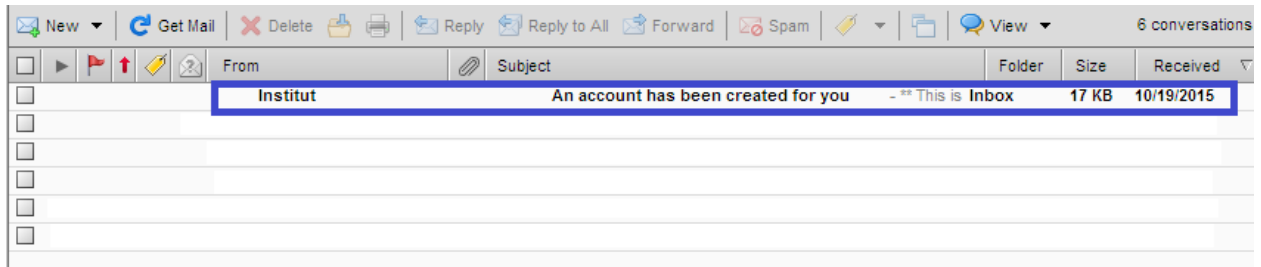 New Get Mail Delete Reply Reply to All Forward Spam View 6 conversations
From Subject Folder Size Received
Institut An account has been created for you - ** This is Inbox 17 KB 10/19/2015